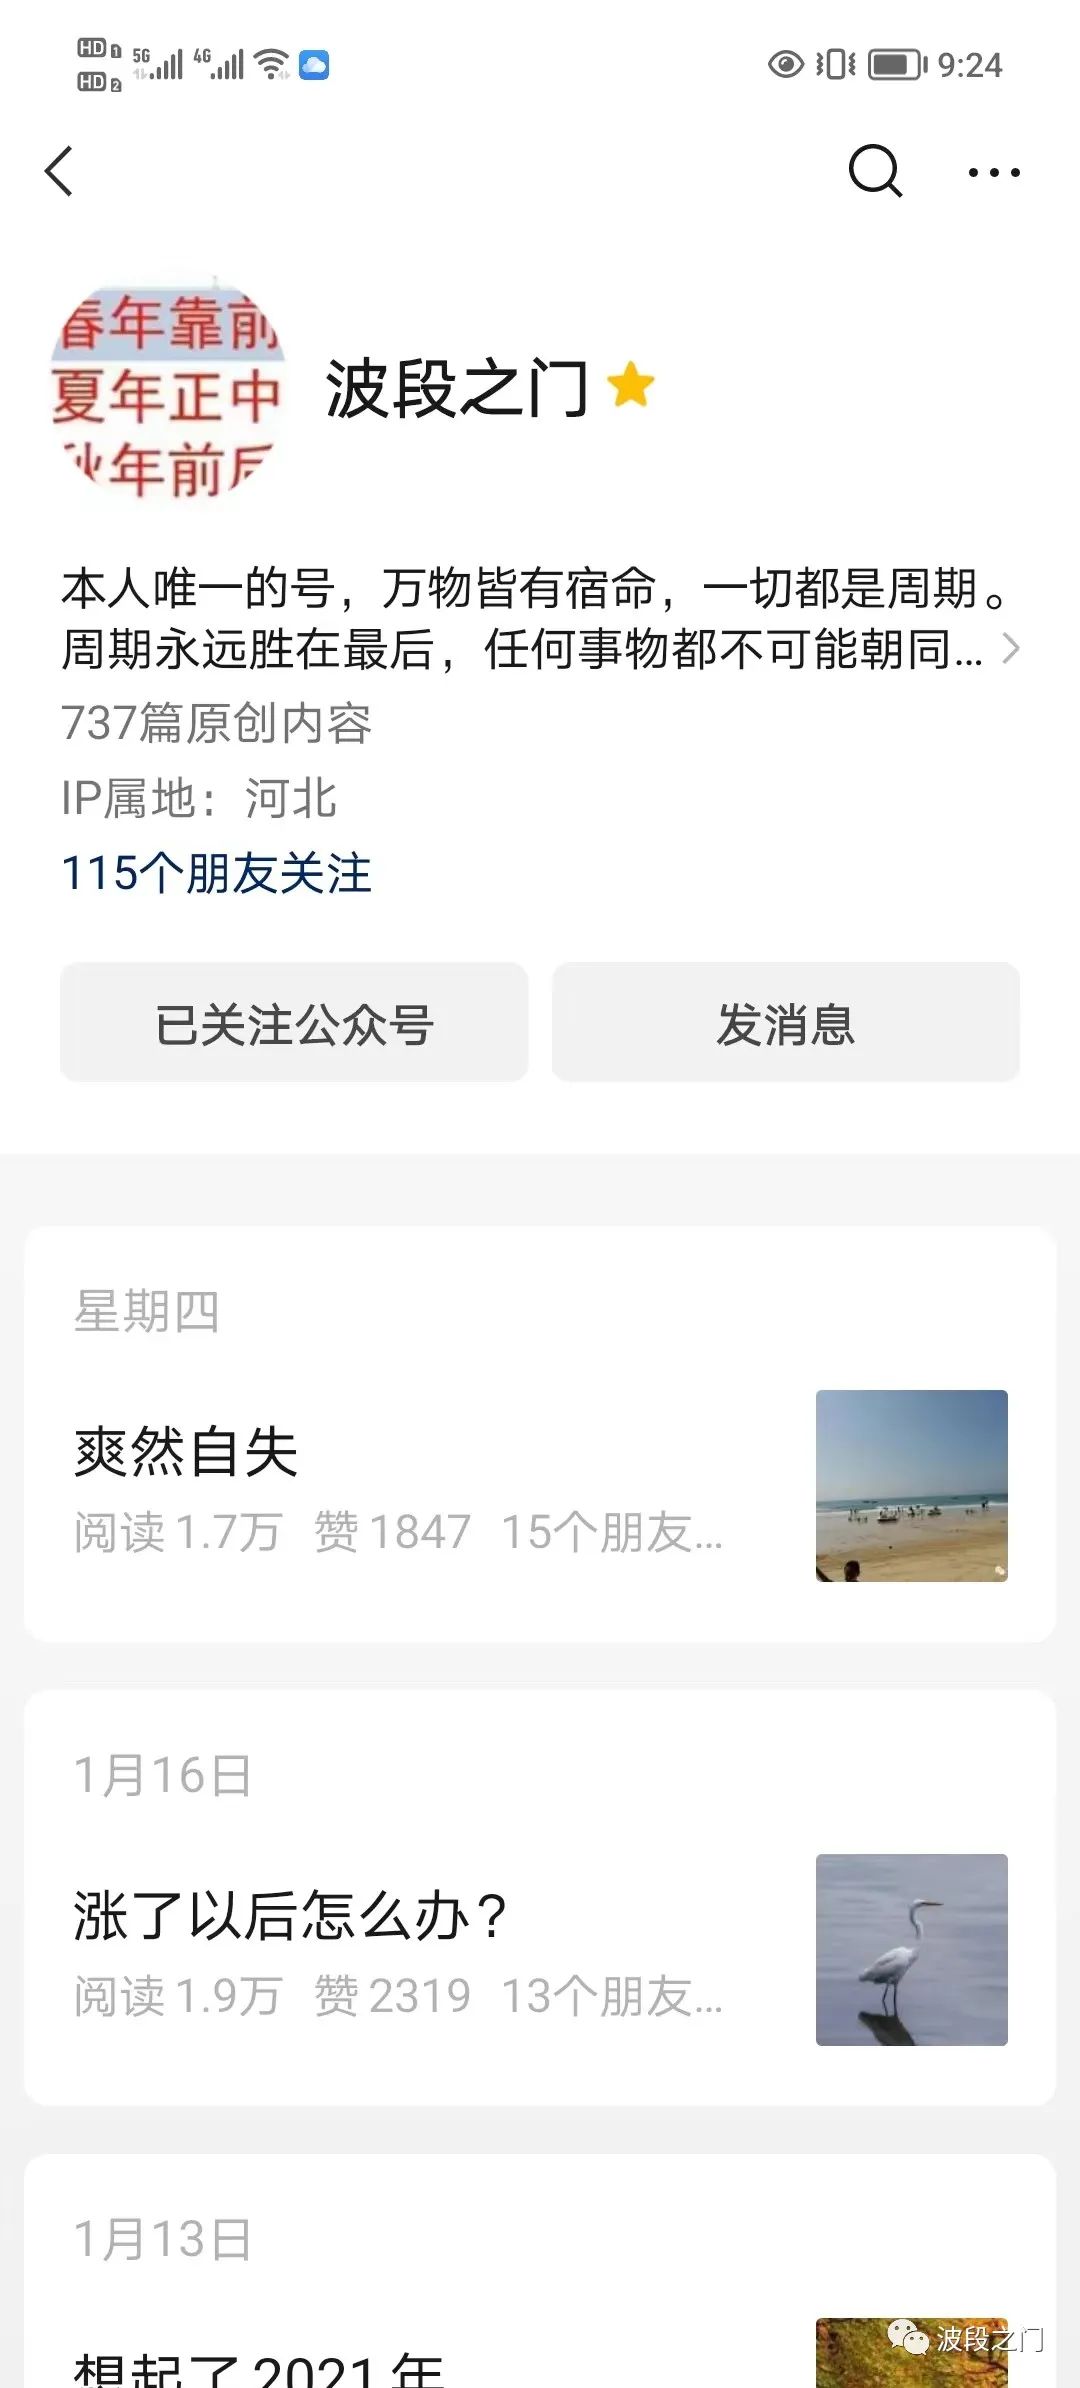 HD 1 5G 4G 9:24
HD 2
春年靠前
夏年正中
秋年前后
波段之门
本人唯一的号，万物皆有宿命，一切都是周期。
周期永远胜在最后，任何事物都不可能朝同...
737篇原创内容
IP属地：河北
115个朋友关注
已关注公众号
发消息
星期四
爽然自失
阅读 1.7万 赞 1847 15个朋友...
1月16日
涨了以后怎么办？
阅读 1.9万 赞 2319 13个朋友...
1月13日
想起了2021年
波段之门